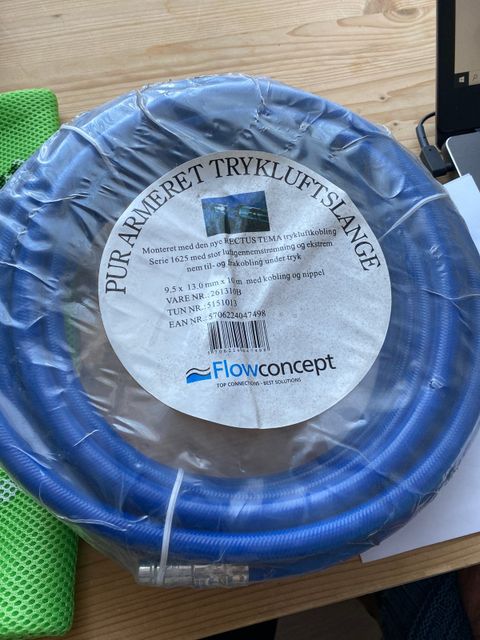 PUR ARMERET TRYKLUFTSLANGE
Monteret med den nye RECTUS TEMA trykluftkobling
Serie 1625 med stor luftgennemstrømning og ekstrem
nem til- og frakobling under tryk
9.5 x 13.0 mm x 10 m med kobling og nippel
VARE NR.: 261310B
TUN NR.: 5151013
EAN NR.: 5706224047498
5706224047498
Flowconcept
TOP CONNECTIONS - BEST SOLUTIONS